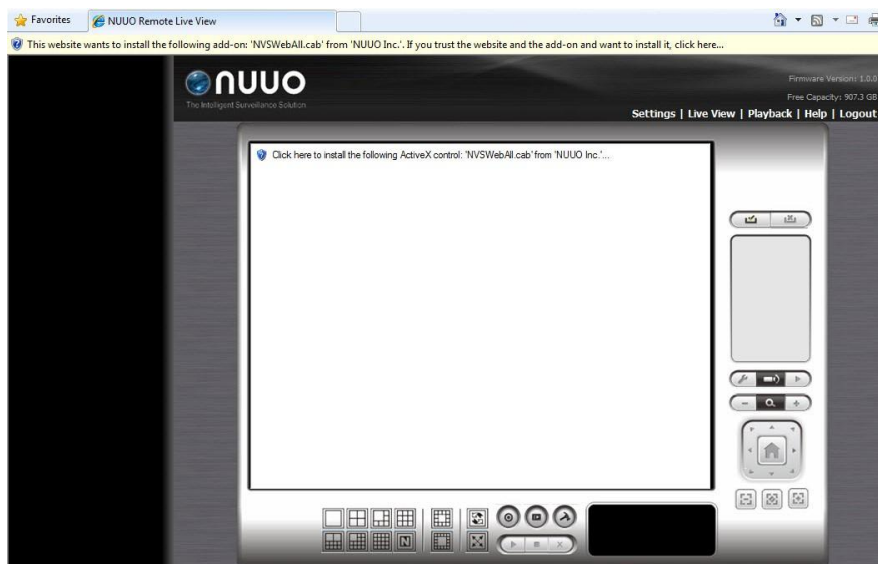 Favorites
NUUO Remote Live View
This website wants to install the following add-on: 'NVSWebAll.cab' from 'NUUO Inc.'. If you trust the website and the add-on and want to install it, click here...
nuuo
The Intelligent Surveillance Solution
Firmware Version: 1.0.0
Free Capacity: 907.3 GB
Settings | Live View | Playback | Help | Logout
Click here to install the following ActiveX control: 'NVSWebAll.cab' from 'NUUO Inc.'...
N